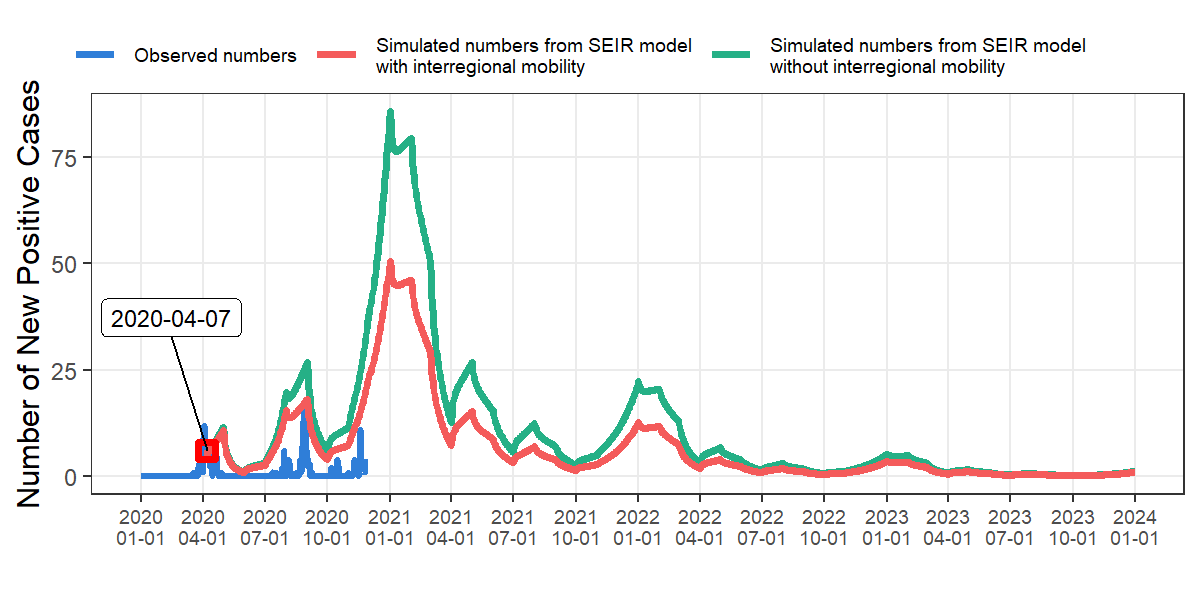 Observed numbers
Simulated numbers from SEIR model
with interregional mobility
Simulated numbers from SEIR model
without interregional mobility
Number of New Positive Cases
75
50
25
0
2020-04-07
2020 2020 2020 2020 2021 2021 2021 2021 2022 2022 2022 2022 2023 2023 2023 2023 2024
01-01 04-01 07-01 10-01 01-01 04-01 07-01 10-01 01-01 04-01 07-01 10-01 01-01 04-01 07-01 10-01 01-01